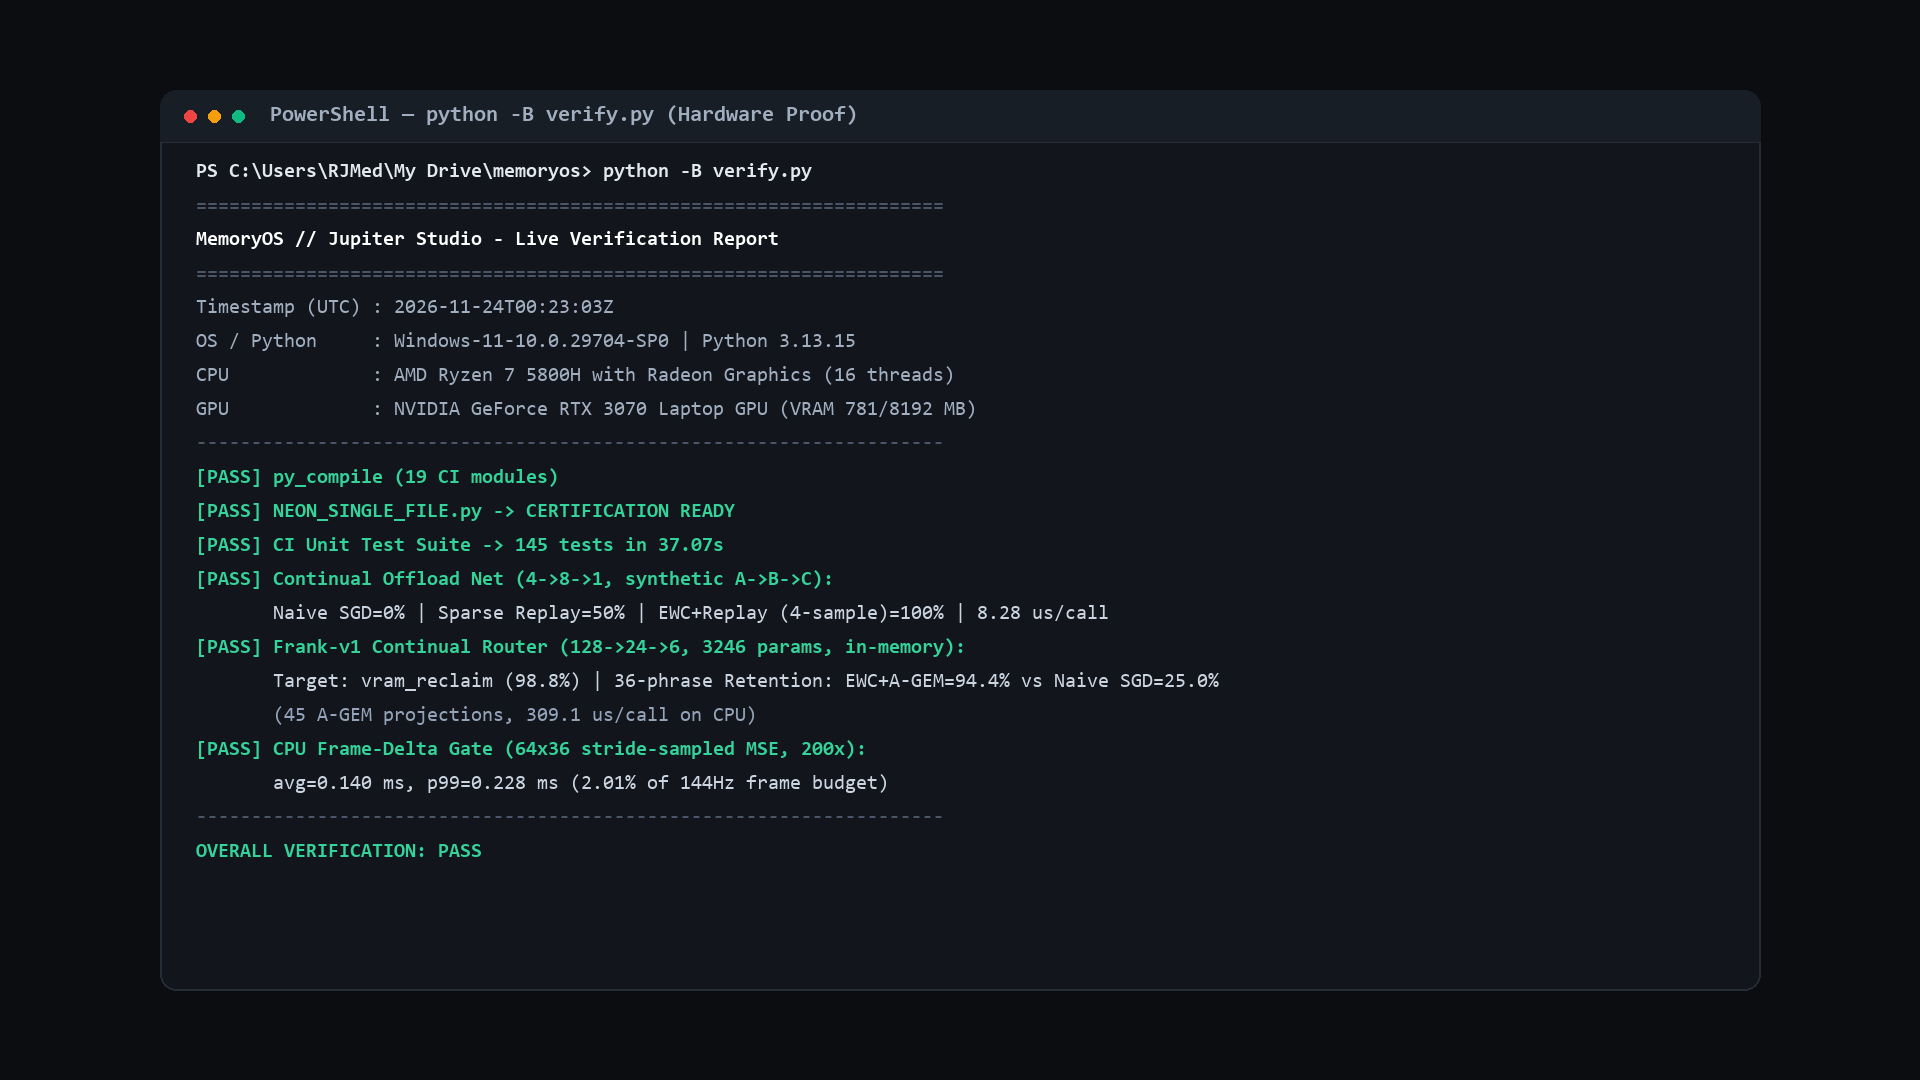 PowerShell — python -B verify.py (Hardware Proof)
PS C:\Users\RJMed\My Drive\memoryos> python -B verify.py
====================================================================
MemoryOS // Jupiter Studio - Live Verification Report
====================================================================
Timestamp (UTC) : 2026-11-24T00:23:03Z
OS / Python     : Windows-11-10.0.29704-SP0 | Python 3.13.15
CPU             : AMD Ryzen 7 5800H with Radeon Graphics (16 threads)
GPU             : NVIDIA GeForce RTX 3070 Laptop GPU (VRAM 781/8192 MB)
--------------------------------------------------------------------
[PASS] py_compile (19 CI modules)
[PASS] NEON_SINGLE_FILE.py -> CERTIFICATION READY
[PASS] CI Unit Test Suite -> 145 tests in 37.07s
[PASS] Continual Offload Net (4->8->1, synthetic A->B->C):
       Naive SGD=0% | Sparse Replay=50% | EWC+Replay (4-sample)=100% | 8.28 us/call
[PASS] Frank-v1 Continual Router (128->24->6, 3246 params, in-memory):
       Target: vram_reclaim (98.8%) | 36-phrase Retention: EWC+A-GEM=94.4% vs Naive SGD=25.0%
       (45 A-GEM projections, 309.1 us/call on CPU)
[PASS] CPU Frame-Delta Gate (64x36 stride-sampled MSE, 200x):
       avg=0.140 ms, p99=0.228 ms (2.01% of 144Hz frame budget)
--------------------------------------------------------------------
OVERALL VERIFICATION: PASS